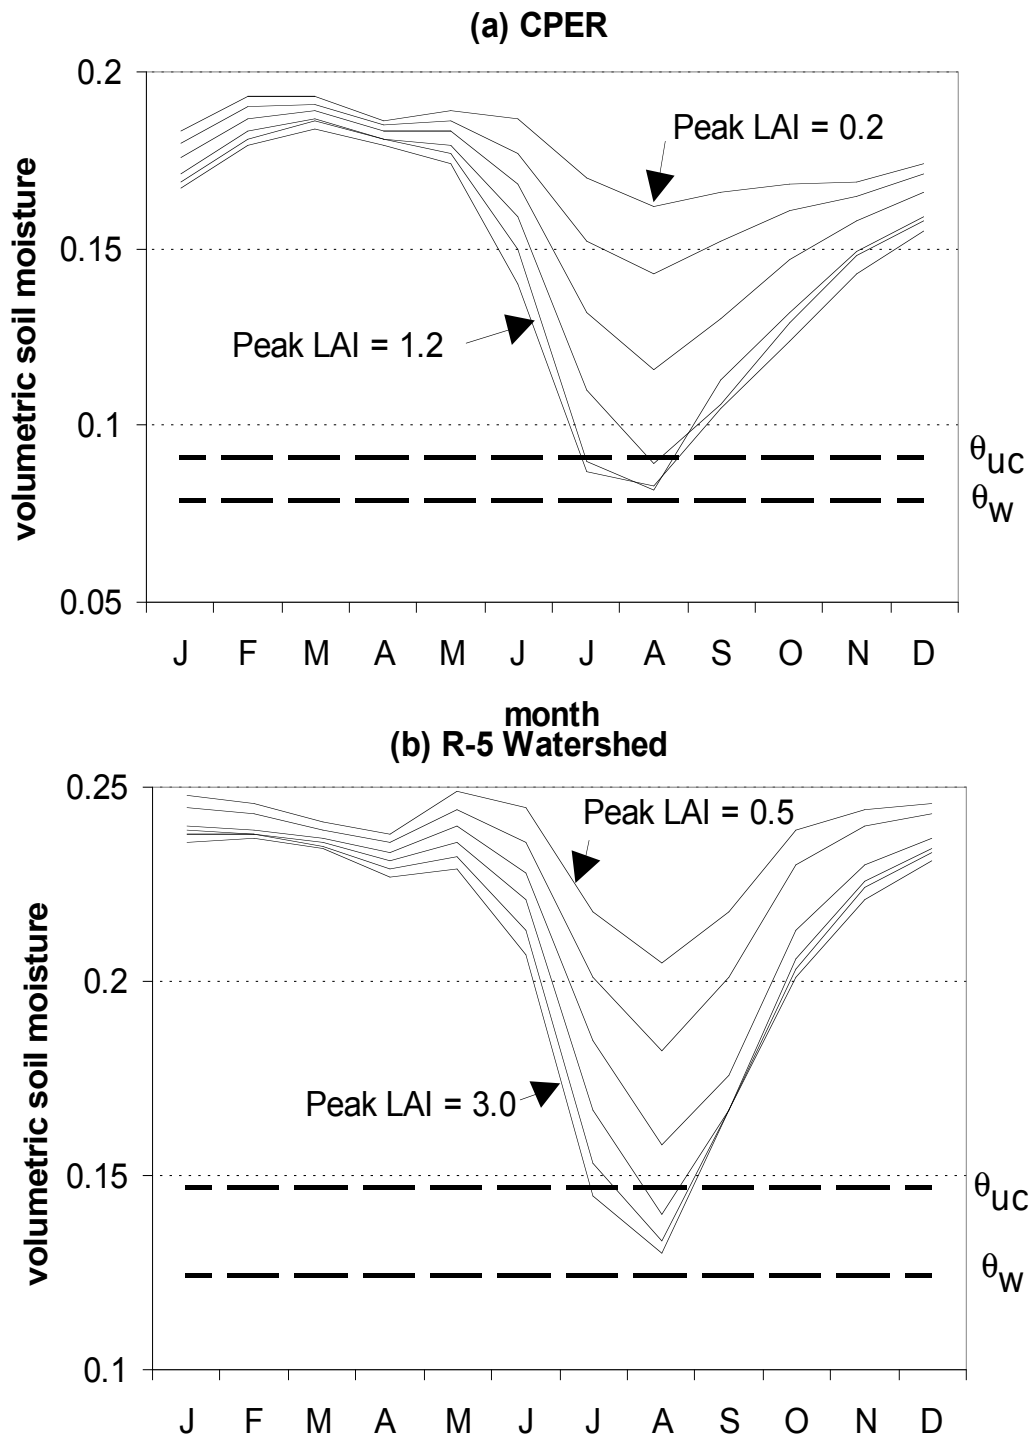 (a) CPER
0.2
Peak LAI = 0.2
volumetric soil moisture
0.15
Peak LAI = 1.2
0.1
θuc
θw
0.05
J F M A M J J A S O N D
month
(b) R-5 Watershed
0.25
Peak LAI = 0.5
volumetric soil moisture
0.2
Peak LAI = 3.0
0.15
θuc
θw
0.1
J F M A M J J A S O N D